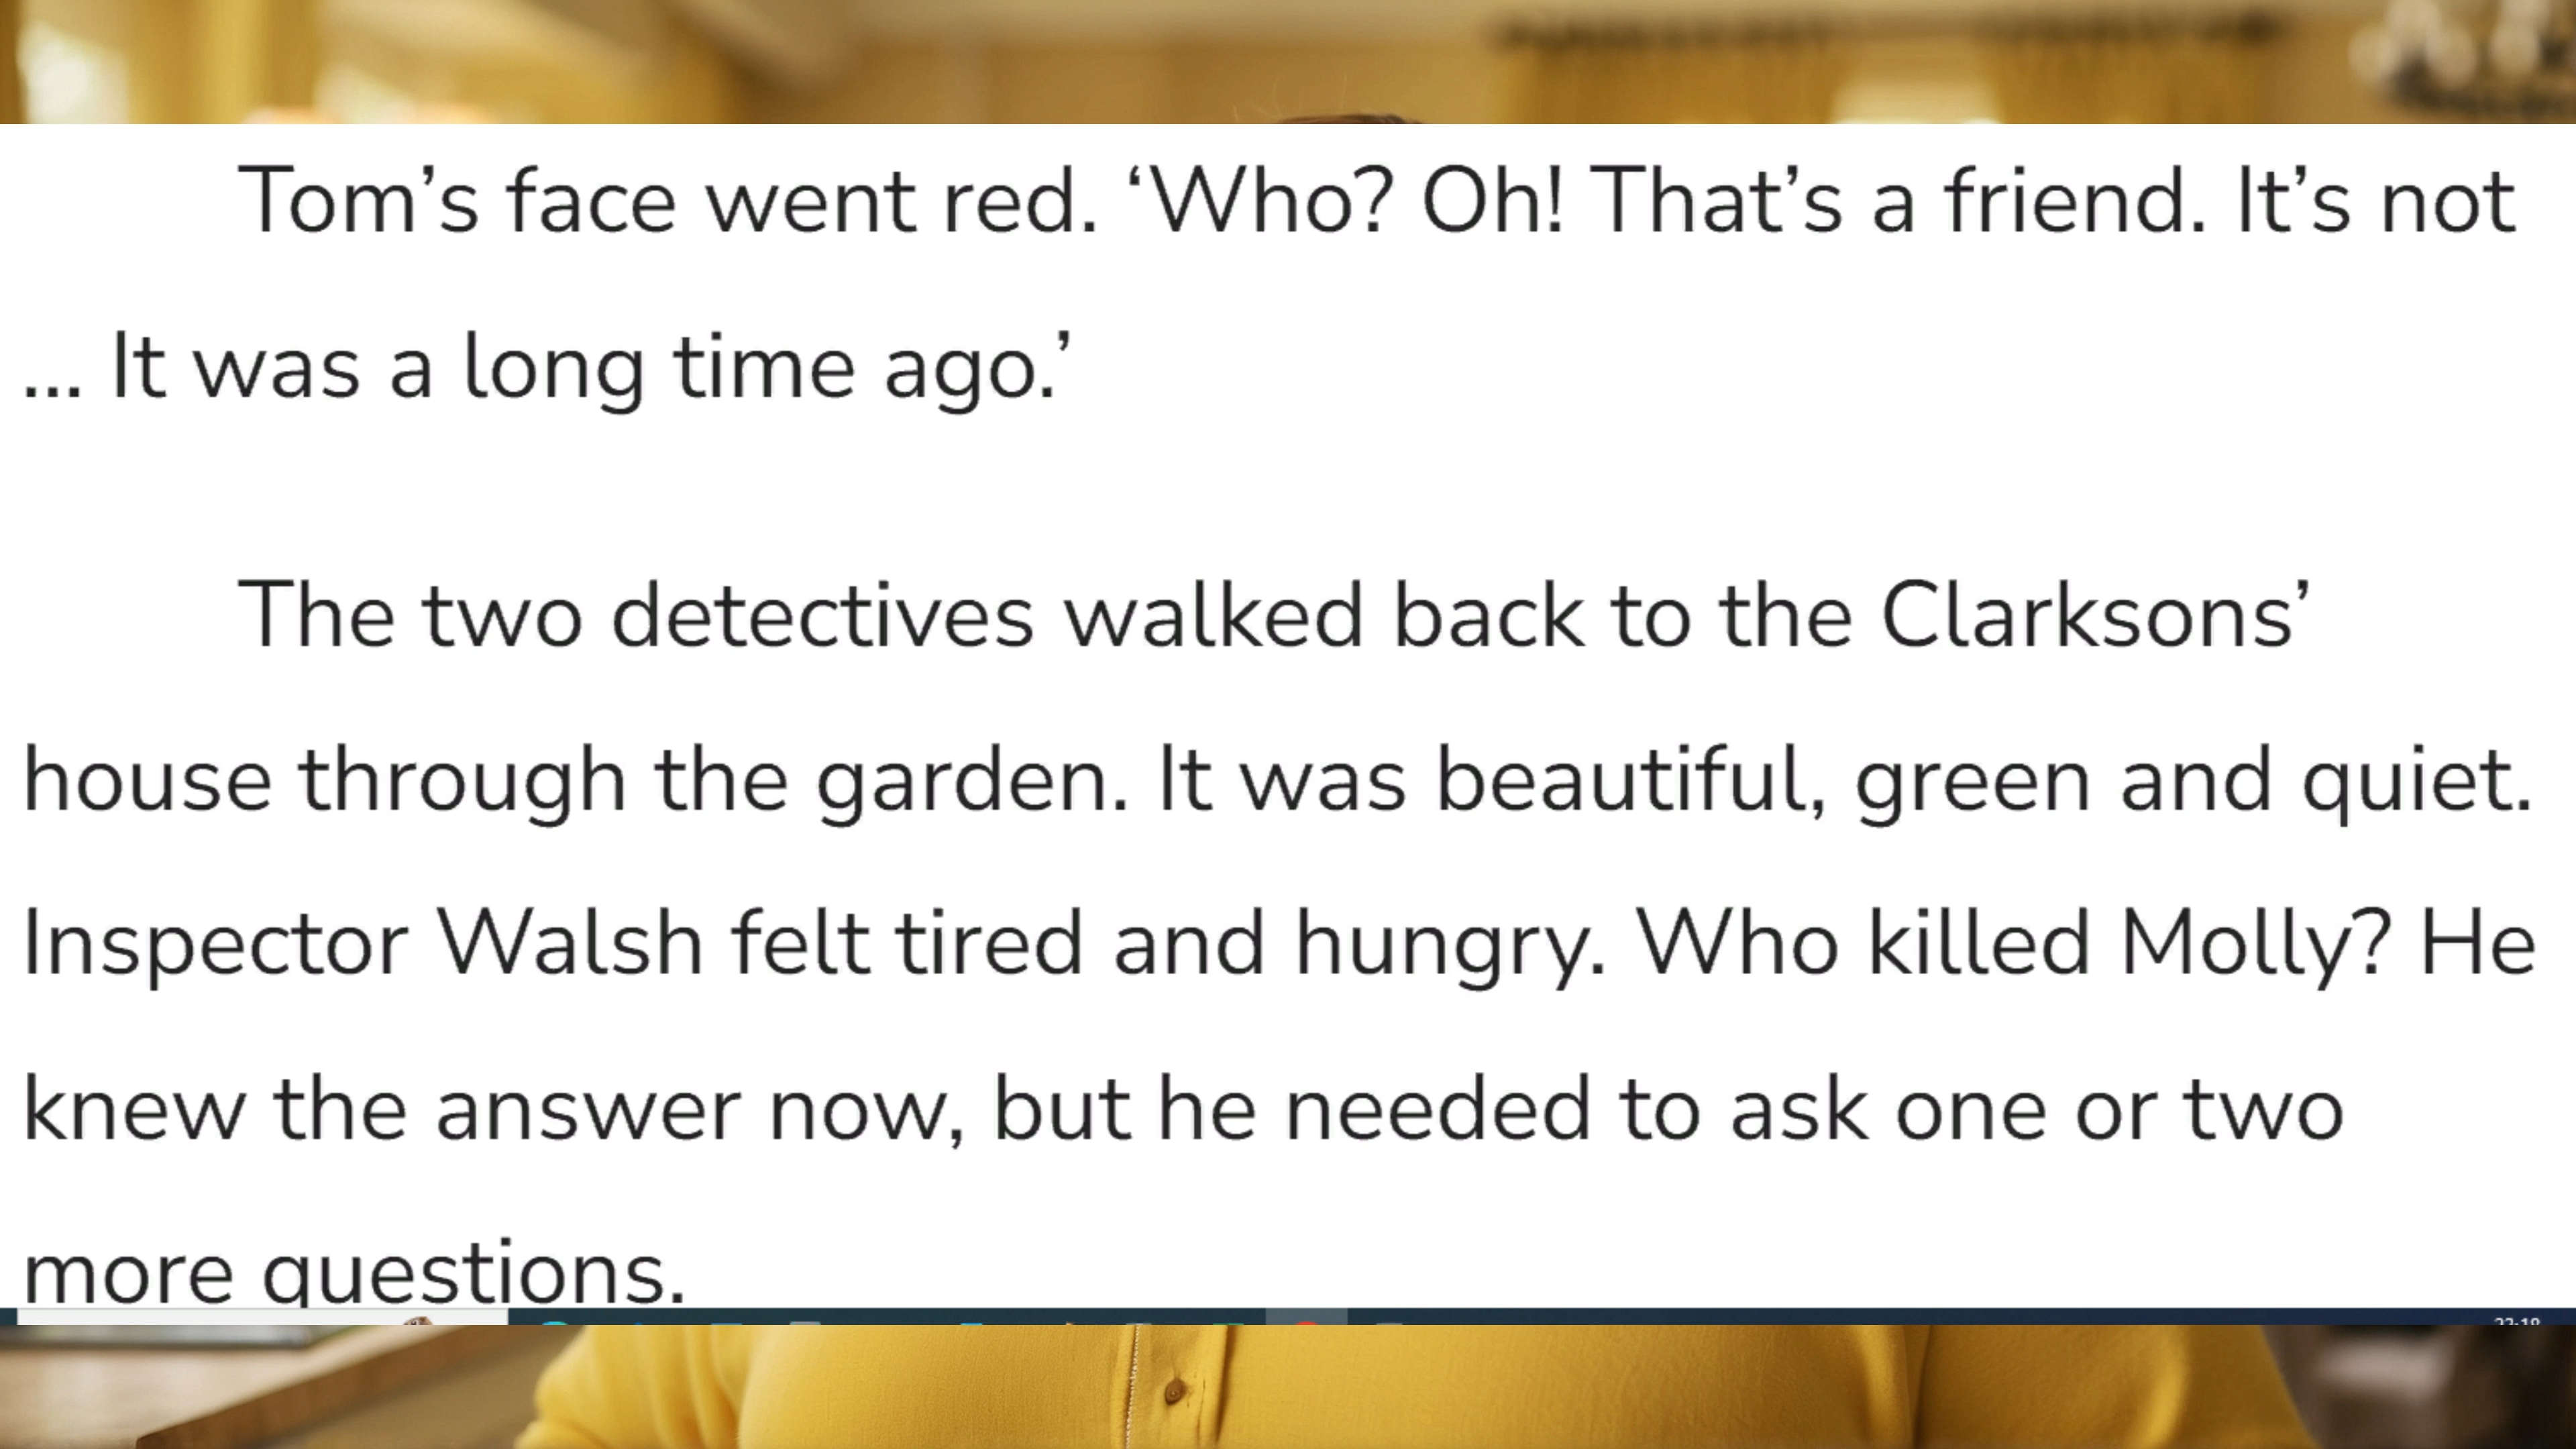 Tom’s face went red. ‘Who? Oh! That’s a friend. It’s not
... It was a long time ago.’
The two detectives walked back to the Clarksons’
house through the garden. It was beautiful, green and quiet.
Inspector Walsh felt tired and hungry. Who killed Molly? He
knew the answer now, but he needed to ask one or two
more questions.